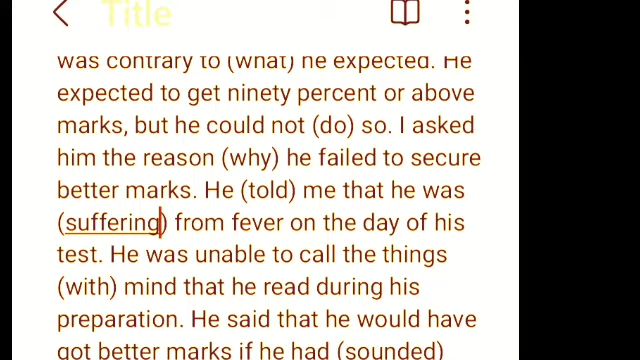 Title
was contrary to (what) he expected. He
expected to get ninety percent or above
marks, but he could not (do) so. I asked
him the reason (why) he failed to secure
better marks. He (told) me that he was
(suffering) from fever on the day of his
test. He was unable to call the things
(with) mind that he read during his
preparation. He said that he would have
got better marks if he had (sounded)